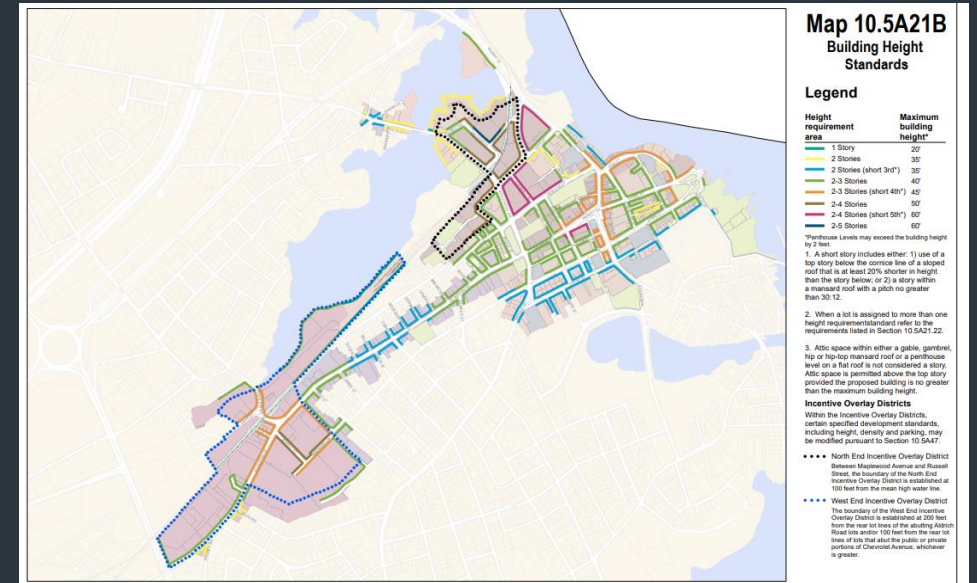 Map 10.5A21B
Building Height
Standards
Legend
Height
requirement
area
Maximum
building
height*
1 Story 20'
2 Stories 35'
2 Stories (short 3rd*) 35'
2-3 Stories 40'
2-3 Stories (short 4th*) 45'
2-4 Stories 50'
2-4 Stories (short 5th*) 60'
2-5 Stories 60'
*Penthouse Levels may exceed the building height
by 2 feet.
1. A short story includes either: 1) use of a
top story below the cornice line of a sloped
roof that is at least 20% shorter in height
than the story below; or 2) a story within
a mansard roof with a pitch no greater
than 30:12.
2. When a lot is assigned to more than one
height requirementstandard refer to the
requirements listed in Section 10.5A21.22.
3. Attic space within either a gable, gambrel,
hip or hip-top mansard roof or a penthouse
level on a flat roof is not considered a story.
Attic space is permitted above the top story
provided the proposed building is no greater
than the maximum building height.
Incentive Overlay Districts
Within the Incentive Overlay Districts,
certain specified development standards,
including height, density and parking, may
be modified pursuant to Section 10.5A47.
North End Incentive Overlay District
Between Maplewood Avenue and Russell
Street, the boundary of the North End
Incentive Overlay District is established at
100 feet from the mean high water line.
West End Incentive Overlay District
The boundary of the West End Incentive
Overlay District is established at 200 feet
from the rear lot lines of the abutting Aldrich
Road lots and/or 100 feet from the rear lot
lines of lots that abut the public or private
portions of Chevrolet Avenue, whichever
is greater.